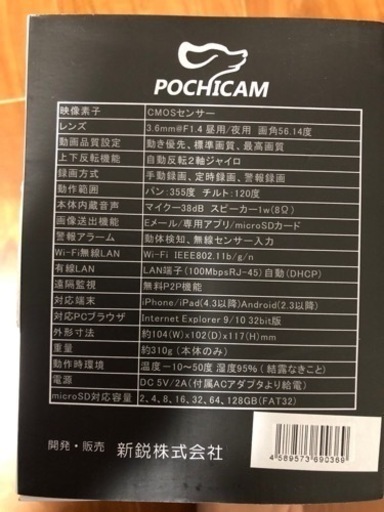 POCHICAM
映像素子 CMOSセンサー
レンズ 3.6mm@F1.4 昼用/夜用 画角56.14度
動画品質設定 動き優先、標準画質、最高画質
上下反転機能 自動反転2軸ジャイロ
録画方式 手動録画、定時録画、警報録画
動作範囲 パン:355度 チルト:120度
本体内蔵音声 マイク-38dB スピーカー1w(8Ω)
画像送出機能 Eメール/専用アプリ/microSDカード
警報アラーム 動体検知、無線センサー入力
Wi-Fi無線LAN Wi-Fi IEEE802.11b/g/n
有線LAN LAN端子(100MbpsRJ-45)自動(DHCP)
遠隔監視 無料P2P機能
対応端末 iPhone/iPad(4.3以降)Android(2.3以降)
対応PCブラウザ Internet Explorer 9/10 32bit版
外形寸法 約104(W)x102(D)x117(H)mm
重量 約310g(本体のみ)
動作時環境 温度-10~50度 湿度95%(結露なきこと)
電源 DC 5V/2A(付属ACアダプタより給電)
microSD対応容量 2,4,8,16,32,64,128GB(FAT32)
開発・販売 新鋭株式会社
4589573690369